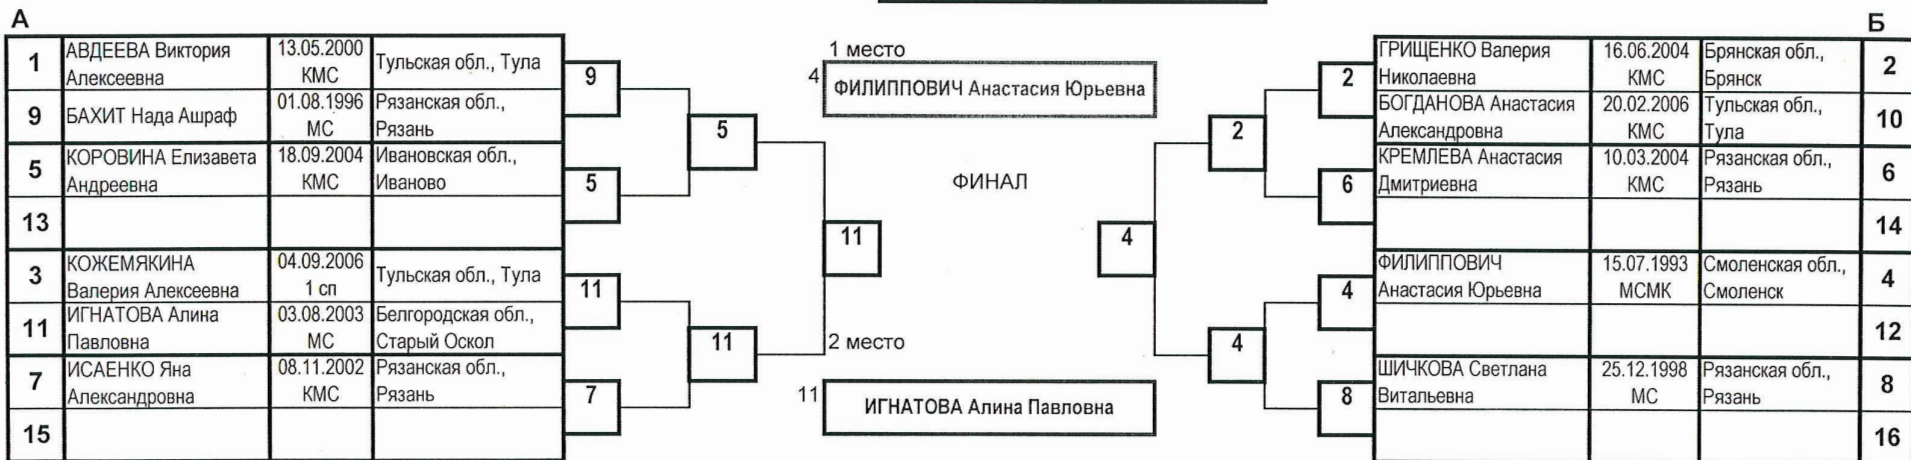 А
1
АВДЕЕВА Виктория
Алексеевна
13.05.2000
КМС
Тульская обл., Тула
9
БАХИТ Нада Ашраф
01.08.1996
МС
Рязанская обл.,
Рязань
5
КОРОВИНА Елизавета
Андреевна
18.09.2004
КМС
Ивановская обл.,
Иваново
13
3
КОЖЕМЯКИНА
Валерия Алексеевна
04.09.2006
1 сп
Тульская обл., Тула
11
ИГНАТОВА Алина
Павловна
03.08.2003
МС
Белгородская обл.,
Старый Оскол
7
ИСАЕНКО Яна
Александровна
08.11.2002
КМС
Рязанская обл.,
Рязань
15
9
5
11
7
5
11
11
1 место
4
ФИЛИППОВИЧ Анастасия Юрьевна
ФИНАЛ
2 место
11
ИГНАТОВА Алина Павловна
4
2
4
2
6
4
8
Б
ГРИЩЕНКО Валерия
Николаевна
16.06.2004
КМС
Брянская обл.,
Брянск
2
БОГДАНОВА Анастасия
Александровна
20.02.2006
КМС
Тульская обл.,
Тула
10
КРЕМЛЕВА Анастасия
Дмитриевна
10.03.2004
КМС
Рязанская обл.,
Рязань
6
14
ФИЛИППОВИЧ
Анастасия Юрьевна
15.07.1993
МСМК
Смоленская обл.,
Смоленск
4
12
ШИЧКОВА Светлана
Витальевна
25.12.1998
МС
Рязанская обл.,
Рязань
8
16